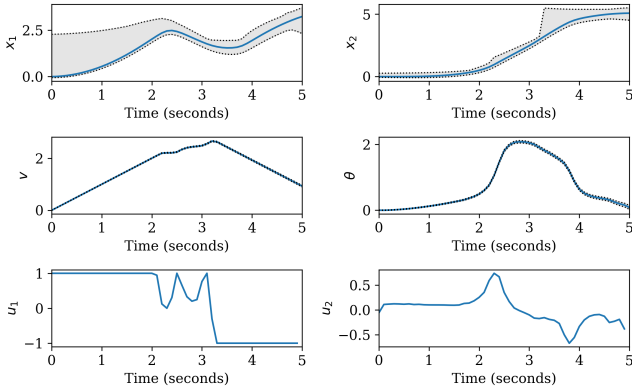 x₁
2.5
0.0
0 1 2 3 4 5
Time (seconds)
x₂
5
0
0 1 2 3 4 5
Time (seconds)
v
2
0
0 1 2 3 4 5
Time (seconds)
θ
2
0
0 1 2 3 4 5
Time (seconds)
u₁
1
0
−1
0 1 2 3 4 5
Time (seconds)
u₂
0.5
0.0
−0.5
0 1 2 3 4 5
Time (seconds)